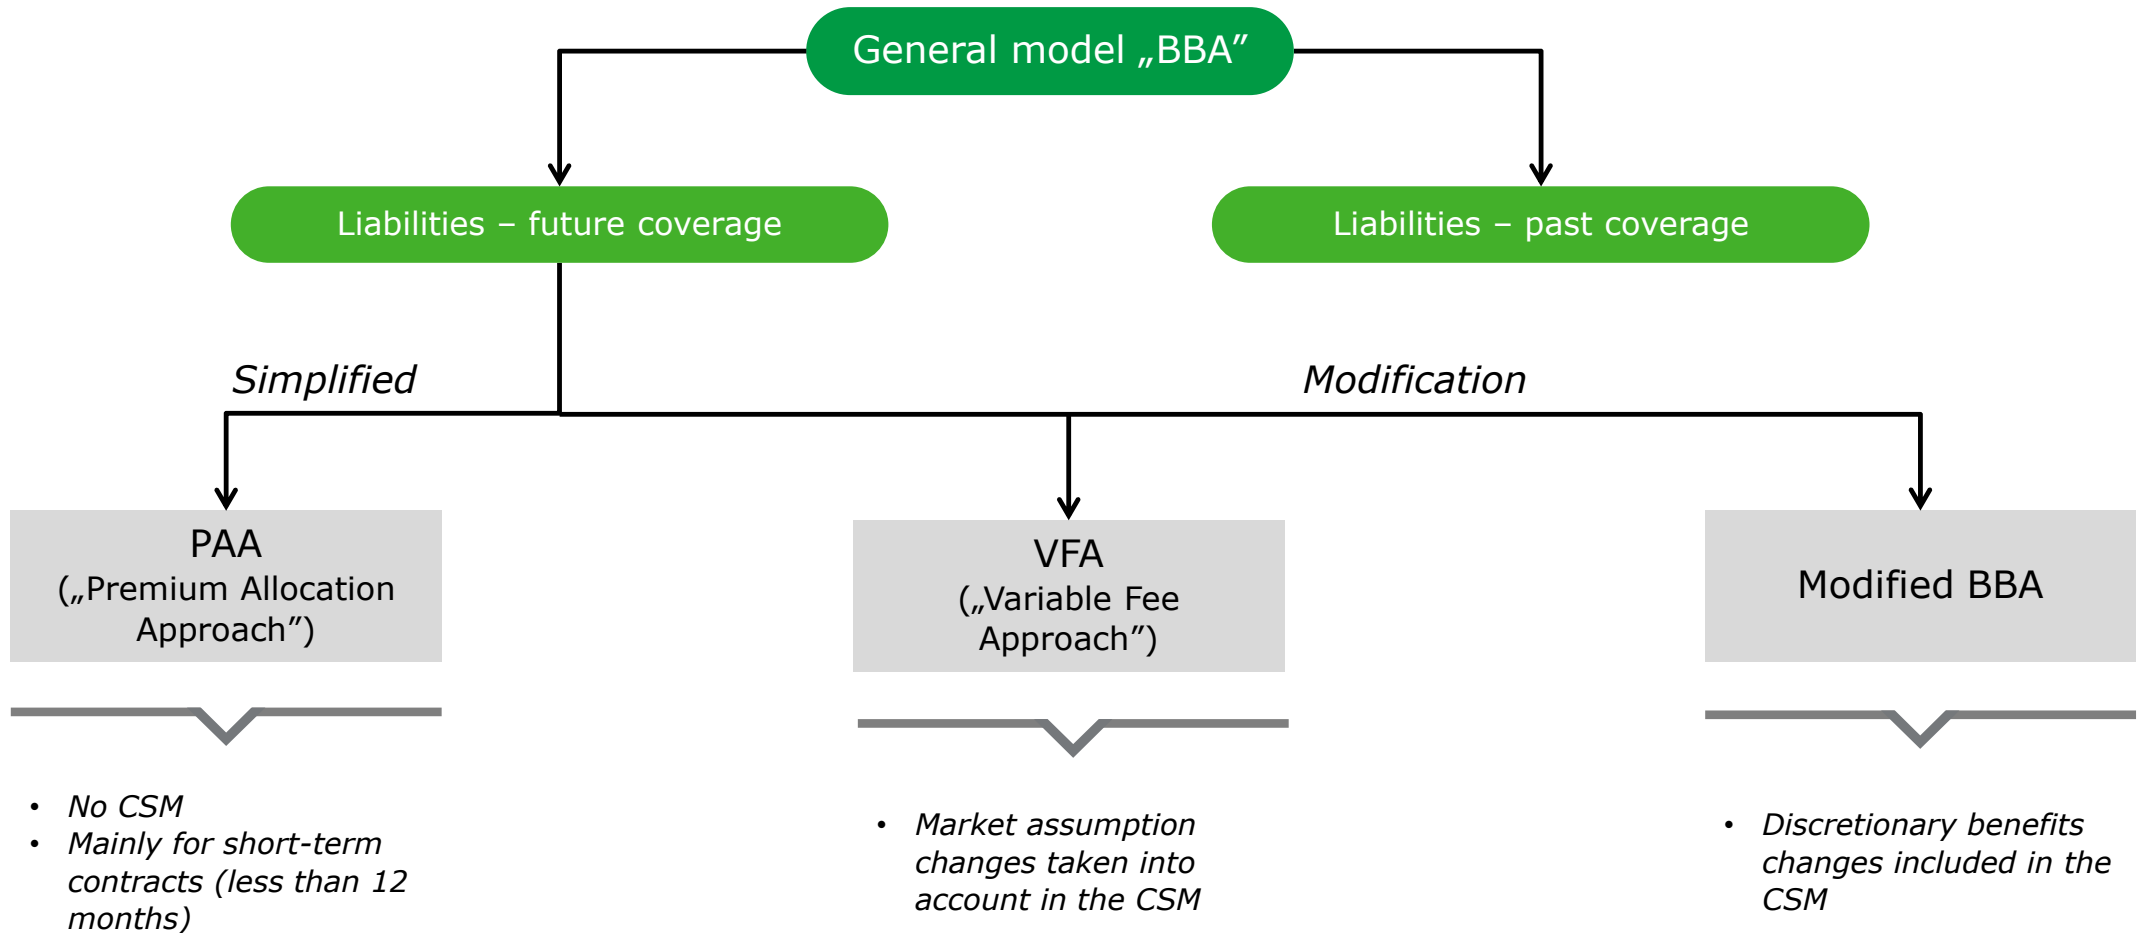 General model „BBA”
Liabilities – future coverage
Liabilities – past coverage
Simplified
Modification
PAA
(„Premium Allocation
Approach”)
VFA
(„Variable Fee
Approach”)
Modified BBA
• No CSM
• Mainly for short-term
contracts (less than 12
months)
• Market assumption
changes taken into
account in the CSM
• Discretionary benefits
changes included in the
CSM